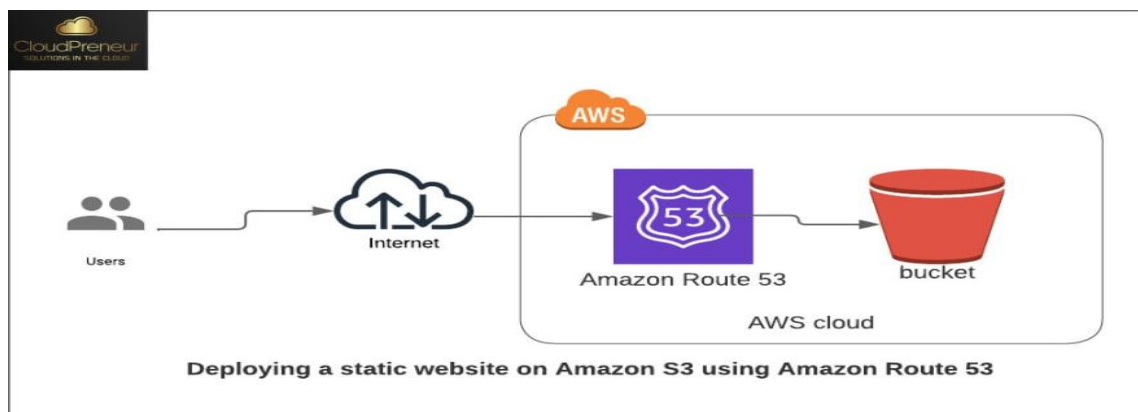 CloudPreneur
SOLUTIONS IN THE CLOUD
AWS
53
Internet
Users
Amazon Route 53
bucket
AWS cloud
Deploying a static website on Amazon S3 using Amazon Route 53